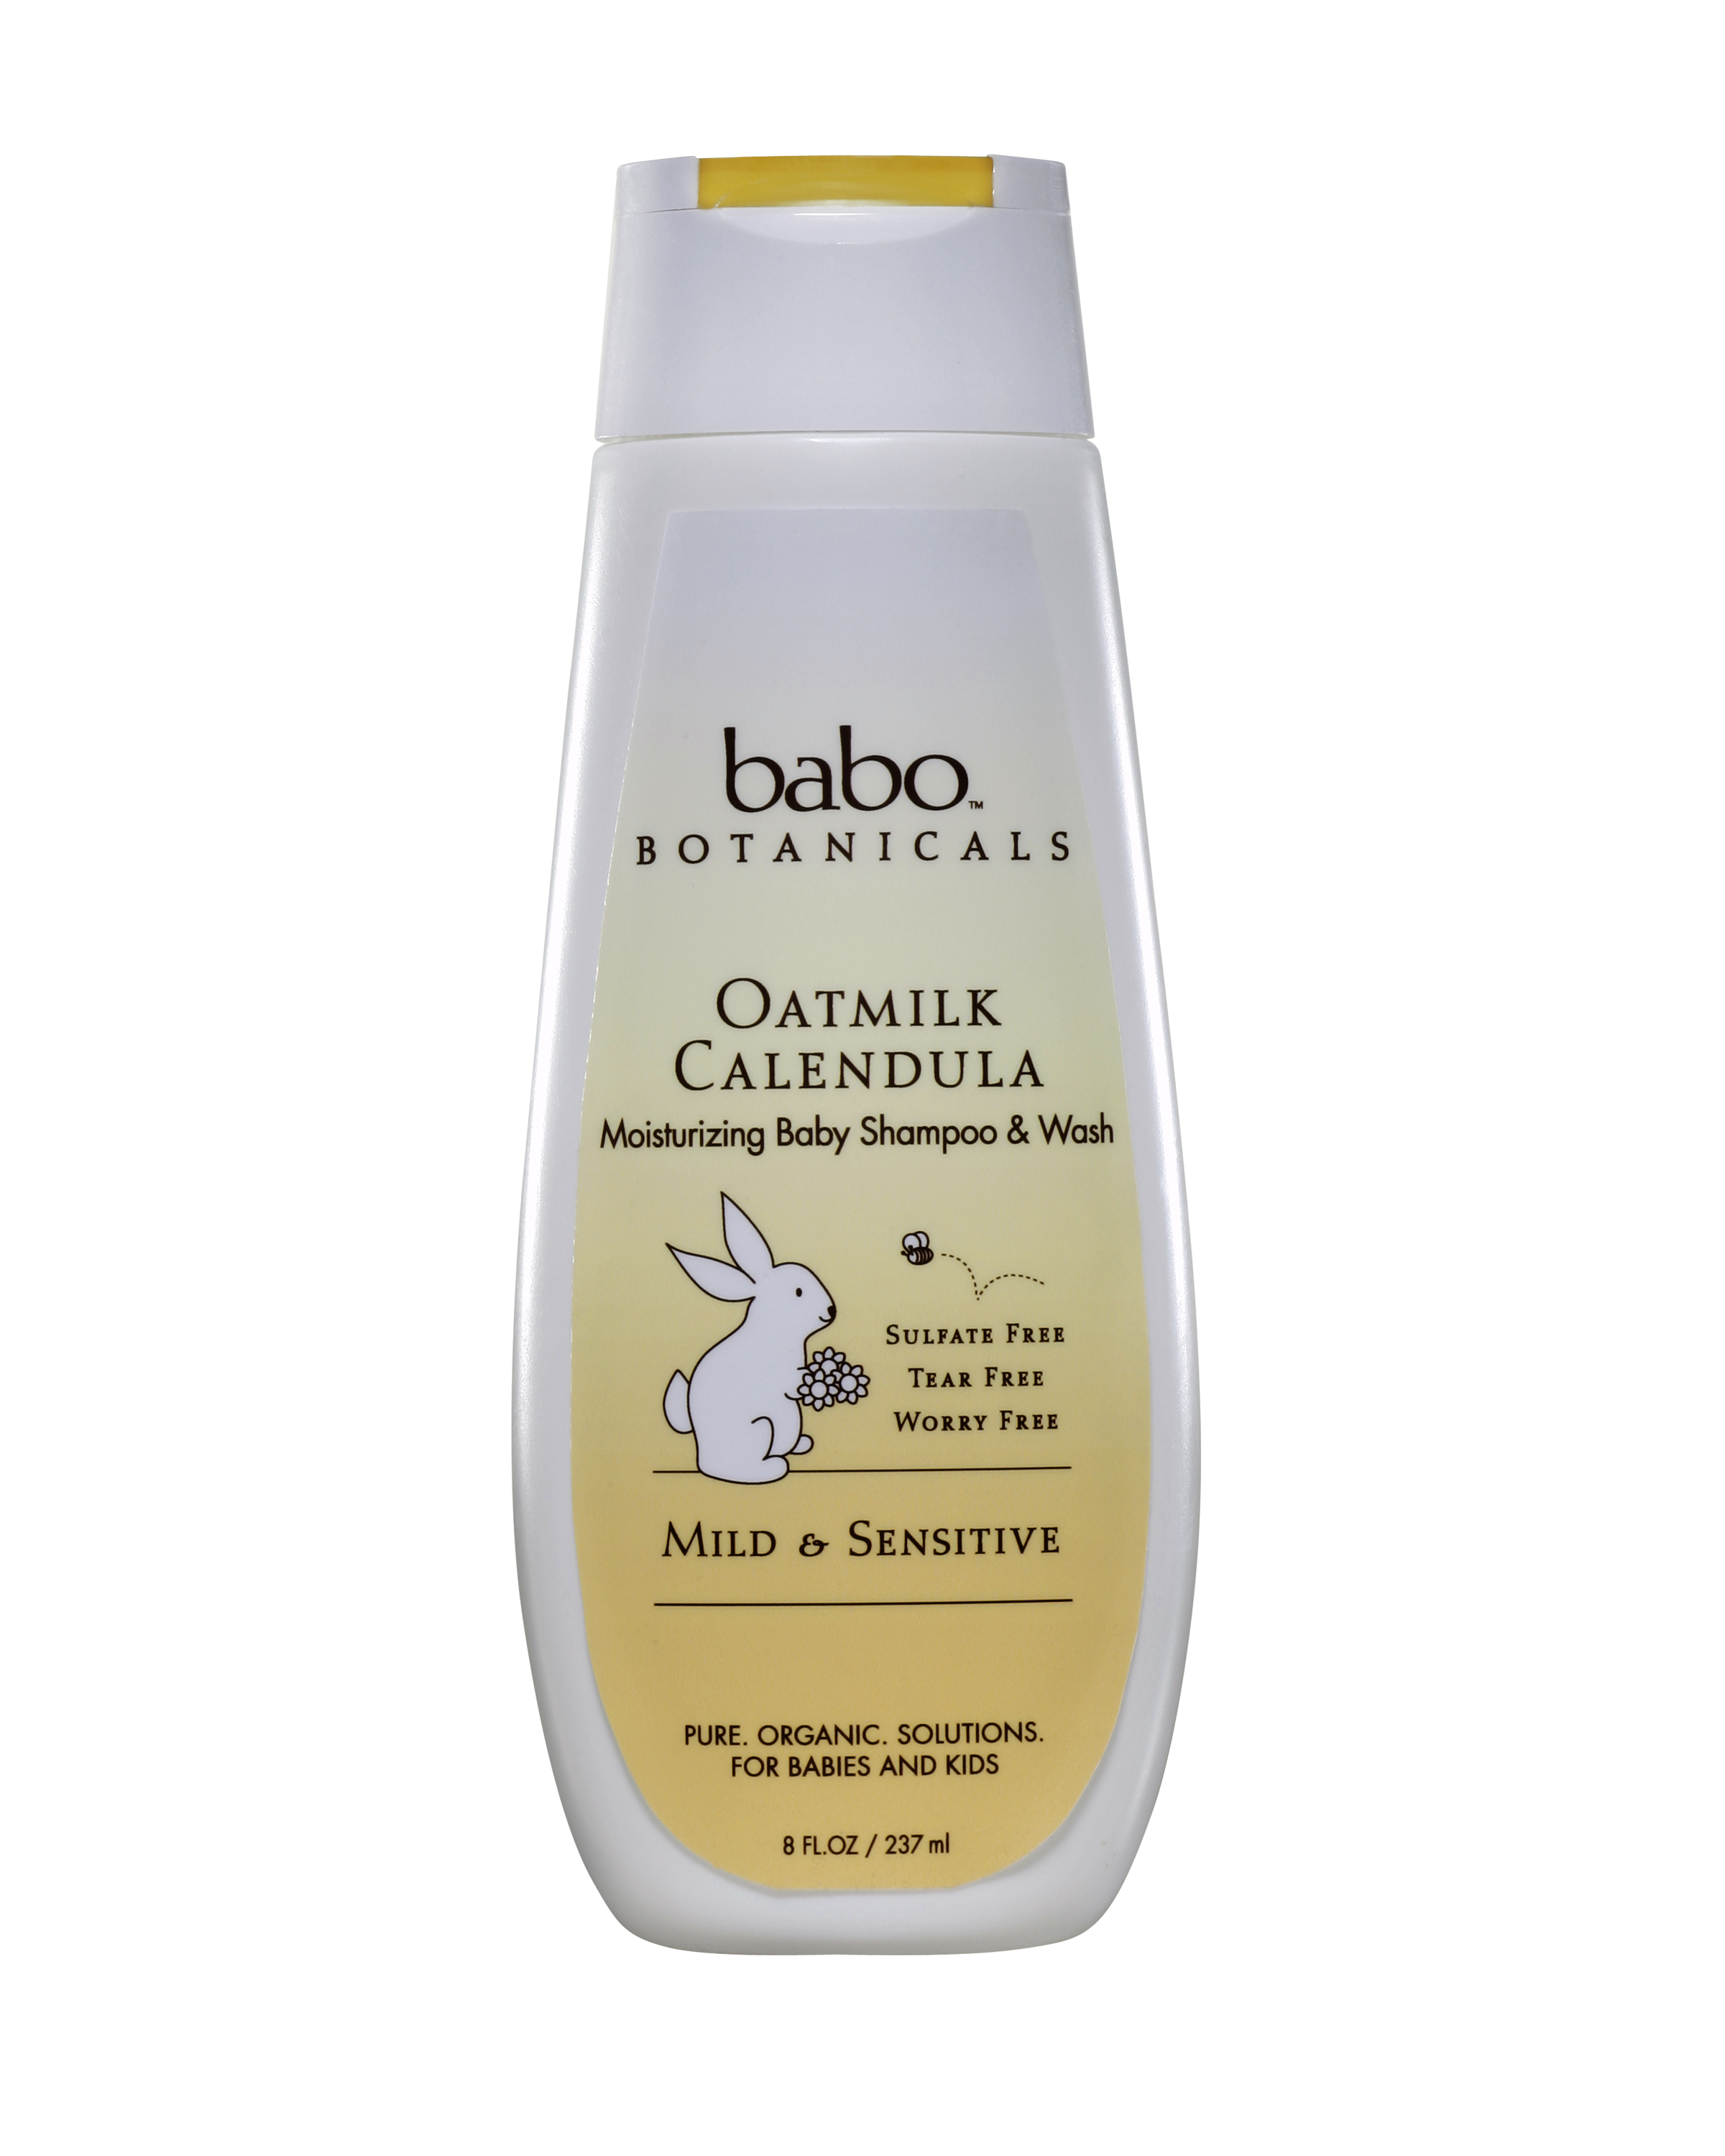 babo™
BOTANICALS
OATMILK
CALENDULA
Moisturizing Baby Shampoo & Wash
SULFATE FREE
TEAR FREE
WORRY FREE
MILD & SENSITIVE
PURE. ORGANIC. SOLUTIONS.
FOR BABIES AND KIDS
8 FL.OZ / 237 ml